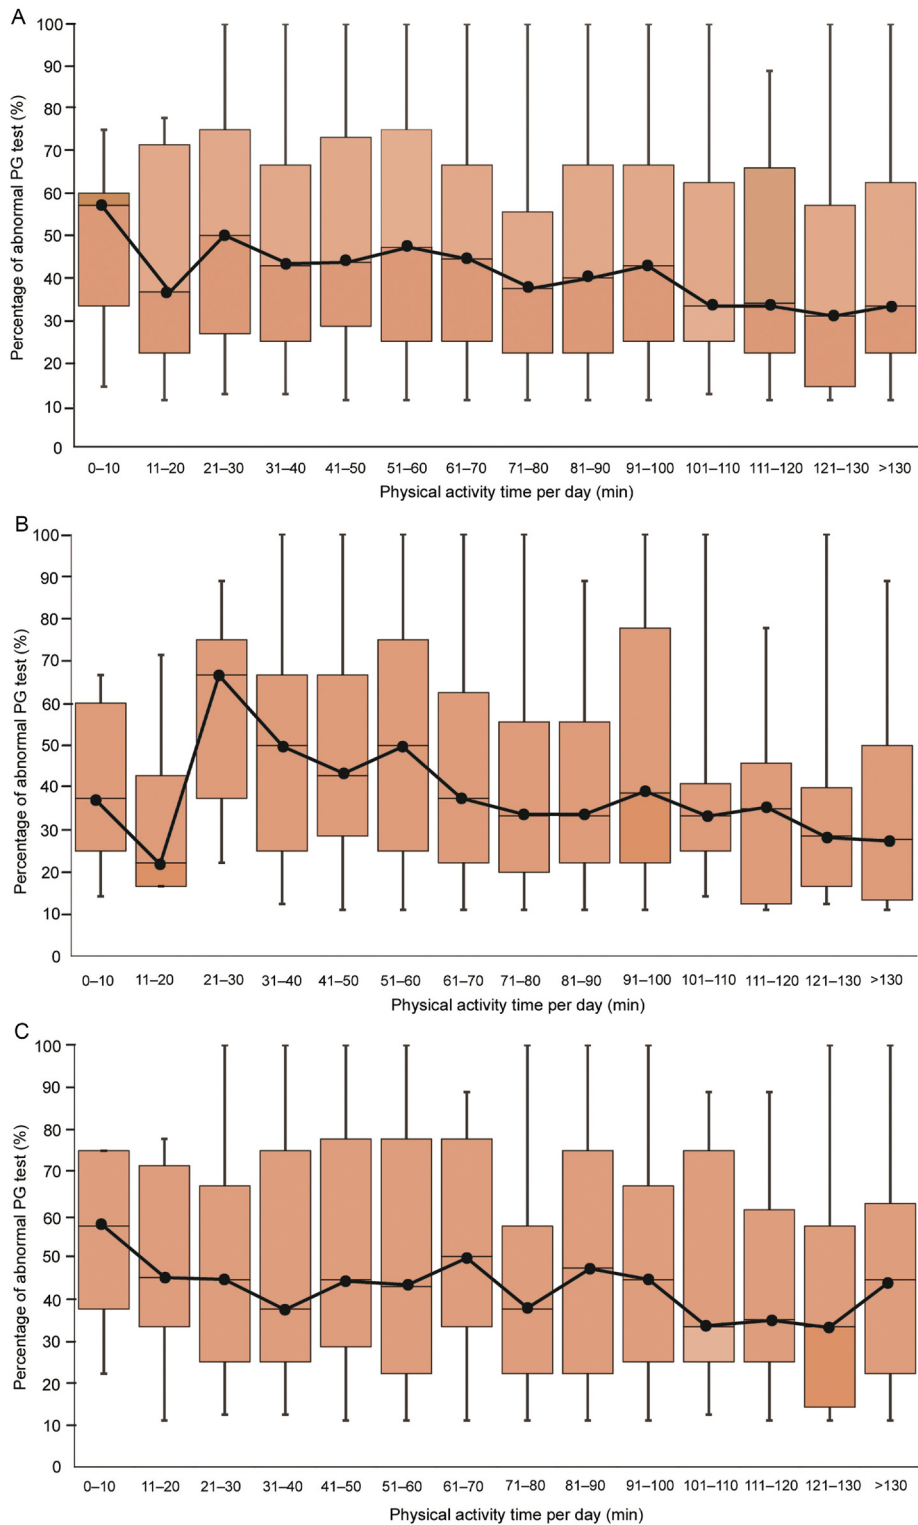 A
Percentage of abnormal PG test (%)
100
90
80
70
60
50
40
30
20
10
0
0–10 11–20 21–30 31–40 41–50 51–60 61–70 71–80 81–90 91–100 101–110 111–120 121–130 >130
Physical activity time per day (min)
B
Percentage of abnormal PG test (%)
100
90
80
70
60
50
40
30
20
10
0
0–10 11–20 21–30 31–40 41–50 51–60 61–70 71–80 81–90 91–100 101–110 111–120 121–130 >130
Physical activity time per day (min)
C
Percentage of abnormal PG test (%)
100
90
80
70
60
50
40
30
20
10
0
0–10 11–20 21–30 31–40 41–50 51–60 61–70 71–80 81–90 91–100 101–110 111–120 121–130 >130
Physical activity time per day (min)